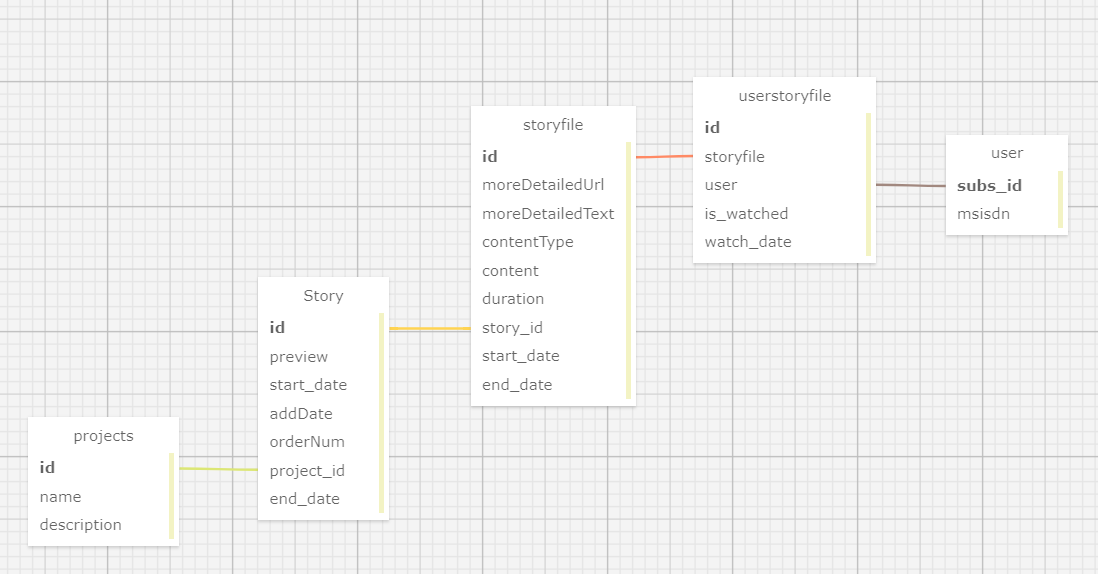 projects
id
name
description
Story
id
preview
start_date
addDate
orderNum
project_id
end_date
storyfile
id
moreDetailedUrl
moreDetailedText
contentType
content
duration
story_id
start_date
end_date
userstoryfile
id
storyfile
user
is_watched
watch_date
user
subs_id
msisdn